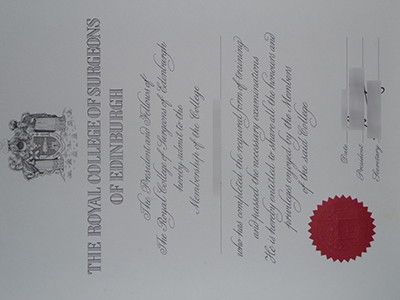 THE ROYAL COLLEGE OF SURGEONS
OF EDINBURGH
The President and Fellows of
The Royal College of Surgeons of Edinburgh
hereby admit to the
Membership of the College
who has completed the required term of training
and passed the necessary examinations
He is hereby entitled to share all the honours and
privileges enjoyed by the Members
of the said College
Date
President
Secretary